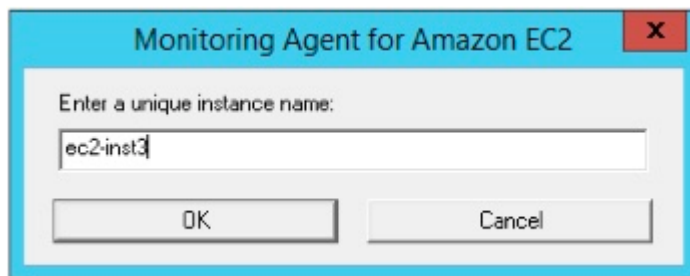 Monitoring Agent for Amazon EC2
x
Enter a unique instance name:
ec2-inst3
OK
Cancel